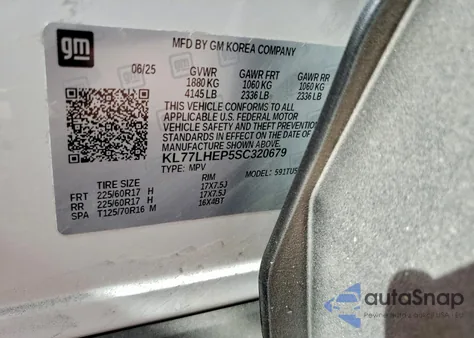 gm
MFD BY GM KOREA COMPANY
06/25 GVWR GAWR FRT GAWR RR
1880 KG 1060 KG 1060 KG
4145 LB 2336 LB 2336 LB
THIS VEHICLE CONFORMS TO ALL
APPLICABLE U.S. FEDERAL MOTOR
VEHICLE SAFETY AND THEFT PREVENTION
STANDARDS IN EFFECT ON THE DATE OF
MANUFACTURE SHOWN ABOVE.
KL77LHEP5SC320679
TYPE: MPV MODEL: 591TUS
TIRE SIZE RIM
FRT 225/60R17 H 17X7.5J
RR 225/60R17 H 17X7.5J
SPA T125/70R16 M 16X4BT
autoSnap